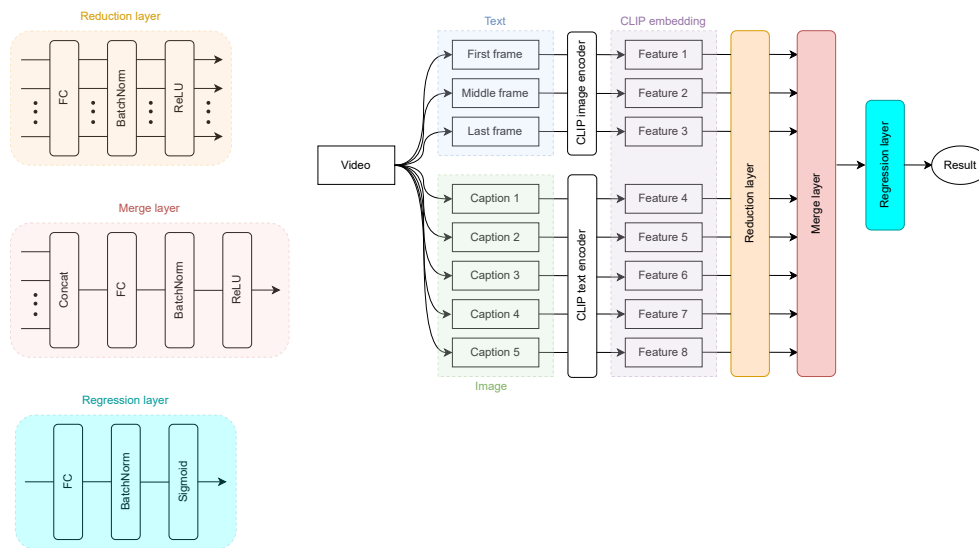 Reduction layer
FC
BatchNorm
ReLU
Merge layer
Concat
FC
BatchNorm
ReLU
Regression layer
FC
BatchNorm
Sigmoid
Video
Text
First frame
Middle frame
Last frame
CLIP image encoder
Caption 1
Caption 2
Caption 3
Caption 4
Caption 5
Image
CLIP text encoder
CLIP embedding
Feature 1
Feature 2
Feature 3
Feature 4
Feature 5
Feature 6
Feature 7
Feature 8
Reduction layer
Merge layer
Regression layer
Result